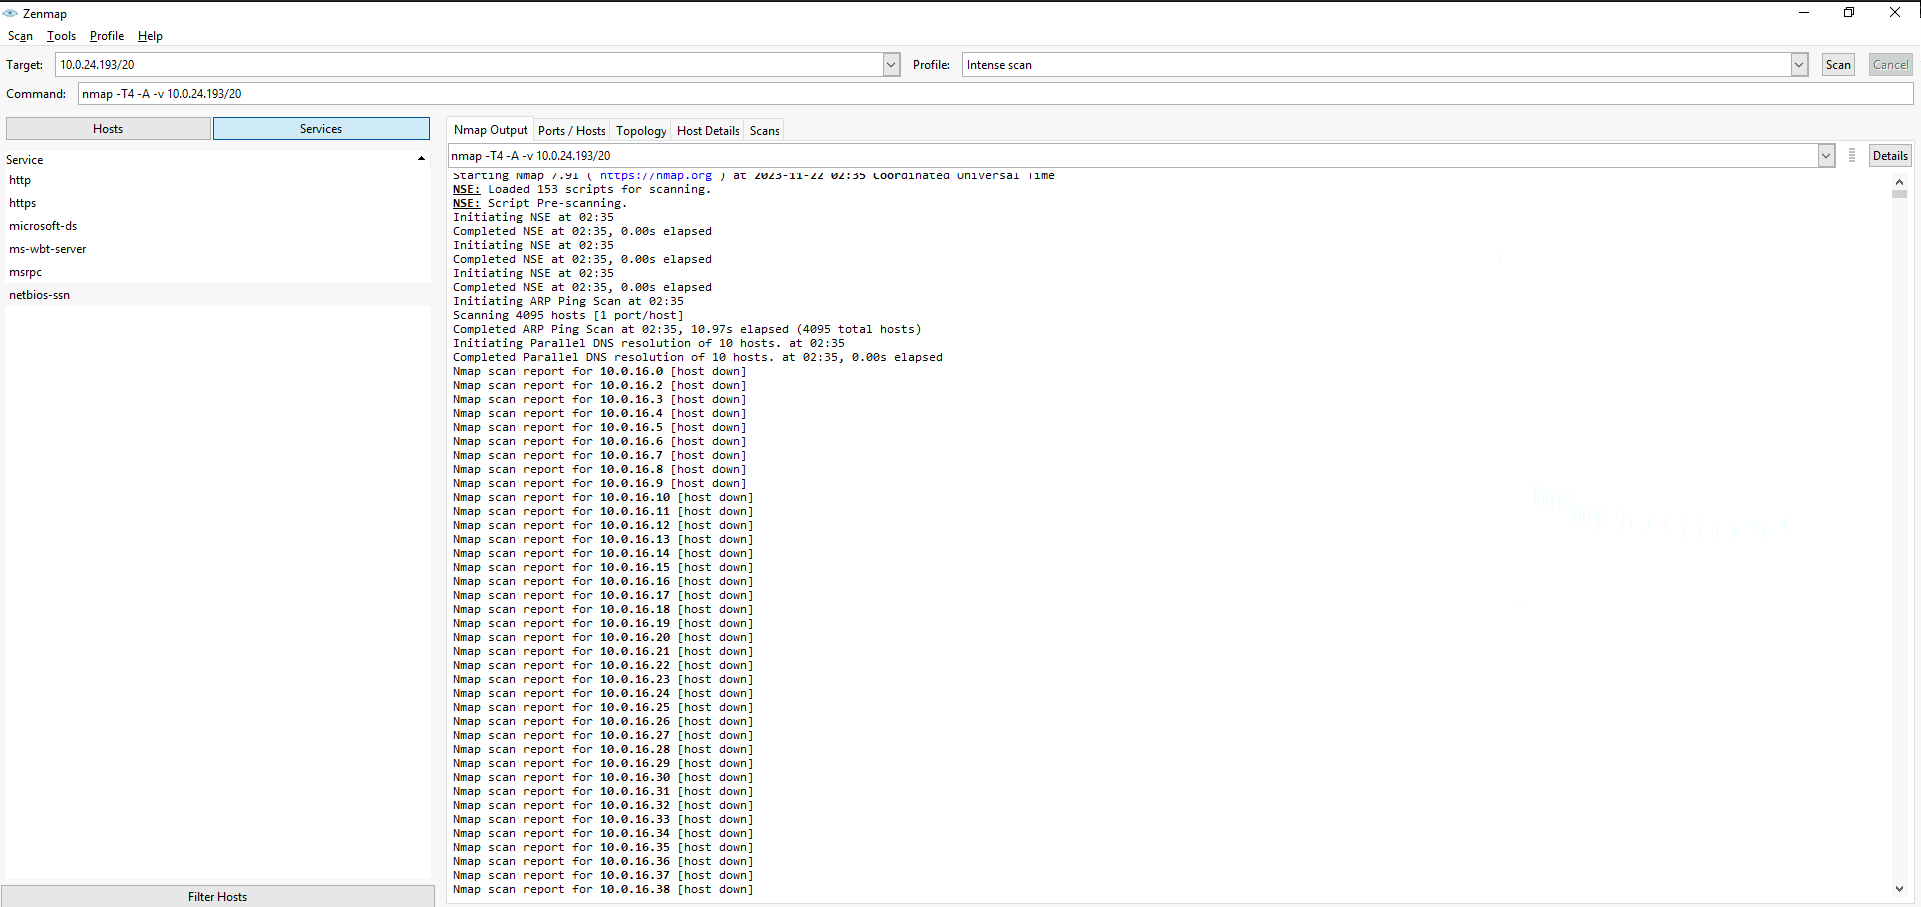 Zenmap
Scan Tools Profile Help
Target: 10.0.24.193/20 Profile: Intense scan Scan Cancel
Command: nmap -T4 -A -v 10.0.24.193/20
Hosts Services
Service
http
https
microsoft-ds
ms-wbt-server
msrpc
netbios-ssn
Filter Hosts
Nmap Output Ports / Hosts Topology Host Details Scans
nmap -T4 -A -v 10.0.24.193/20 Details
Starting Nmap 7.91 ( https://nmap.org ) at 2023-11-22 02:35 Coordinated Universal Time
NSE: Loaded 153 scripts for scanning.
NSE: Script Pre-scanning.
Initiating NSE at 02:35
Completed NSE at 02:35, 0.00s elapsed
Initiating NSE at 02:35
Completed NSE at 02:35, 0.00s elapsed
Initiating NSE at 02:35
Completed NSE at 02:35, 0.00s elapsed
Initiating ARP Ping Scan at 02:35
Scanning 4095 hosts [1 port/host]
Completed ARP Ping Scan at 02:35, 10.97s elapsed (4095 total hosts)
Initiating Parallel DNS resolution of 10 hosts. at 02:35
Completed Parallel DNS resolution of 10 hosts. at 02:35, 0.00s elapsed
Nmap scan report for 10.0.16.0 [host down]
Nmap scan report for 10.0.16.2 [host down]
Nmap scan report for 10.0.16.3 [host down]
Nmap scan report for 10.0.16.4 [host down]
Nmap scan report for 10.0.16.5 [host down]
Nmap scan report for 10.0.16.6 [host down]
Nmap scan report for 10.0.16.7 [host down]
Nmap scan report for 10.0.16.8 [host down]
Nmap scan report for 10.0.16.9 [host down]
Nmap scan report for 10.0.16.10 [host down]
Nmap scan report for 10.0.16.11 [host down]
Nmap scan report for 10.0.16.12 [host down]
Nmap scan report for 10.0.16.13 [host down]
Nmap scan report for 10.0.16.14 [host down]
Nmap scan report for 10.0.16.15 [host down]
Nmap scan report for 10.0.16.16 [host down]
Nmap scan report for 10.0.16.17 [host down]
Nmap scan report for 10.0.16.18 [host down]
Nmap scan report for 10.0.16.19 [host down]
Nmap scan report for 10.0.16.20 [host down]
Nmap scan report for 10.0.16.21 [host down]
Nmap scan report for 10.0.16.22 [host down]
Nmap scan report for 10.0.16.23 [host down]
Nmap scan report for 10.0.16.24 [host down]
Nmap scan report for 10.0.16.25 [host down]
Nmap scan report for 10.0.16.26 [host down]
Nmap scan report for 10.0.16.27 [host down]
Nmap scan report for 10.0.16.28 [host down]
Nmap scan report for 10.0.16.29 [host down]
Nmap scan report for 10.0.16.30 [host down]
Nmap scan report for 10.0.16.31 [host down]
Nmap scan report for 10.0.16.32 [host down]
Nmap scan report for 10.0.16.33 [host down]
Nmap scan report for 10.0.16.34 [host down]
Nmap scan report for 10.0.16.35 [host down]
Nmap scan report for 10.0.16.36 [host down]
Nmap scan report for 10.0.16.37 [host down]
Nmap scan report for 10.0.16.38 [host down]